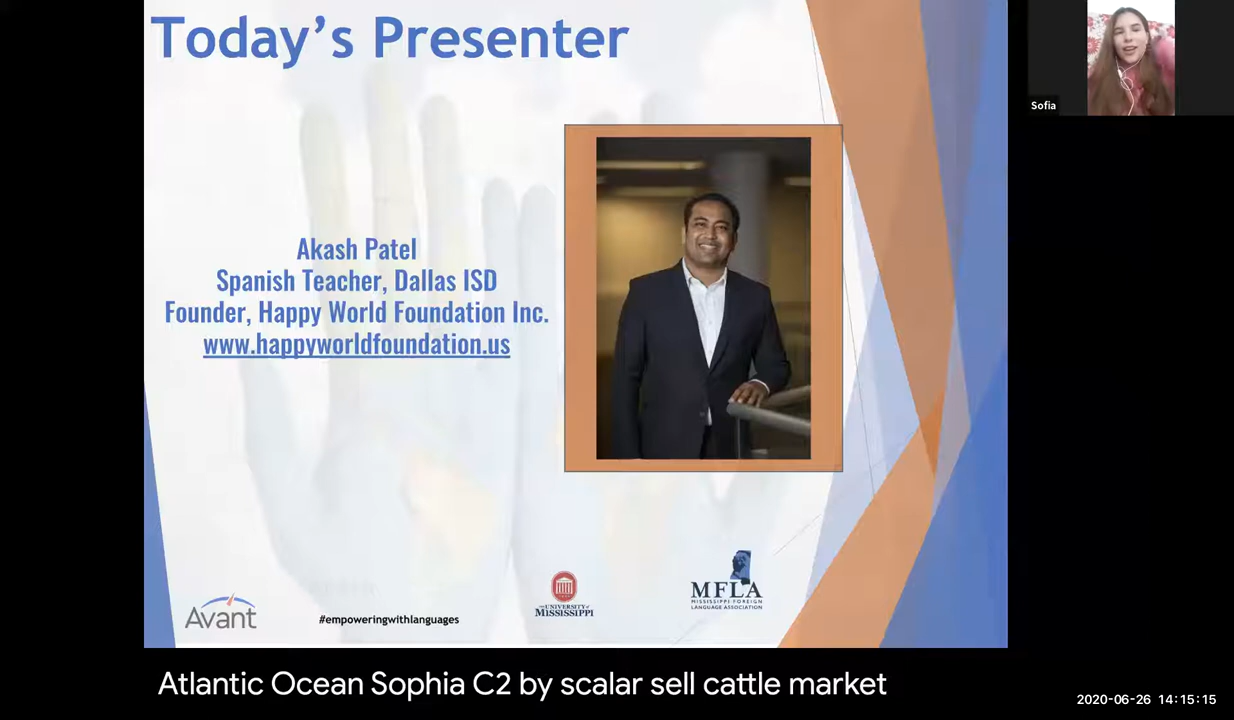 Today's Presenter
Sofia
Akash Patel
Spanish Teacher, Dallas ISD
Founder, Happy World Foundation Inc.
www.happyworldfoundation.us
Avant
#empoweringwithlanguages
THE UNIVERSITY of
MISSISSIPPI
MFLA
MISSISSIPPI FOREIGN
LANGUAGE ASSOCIATION
Atlantic Ocean Sophia C2 by scalar sell cattle market
2020-06-26 14:15:15